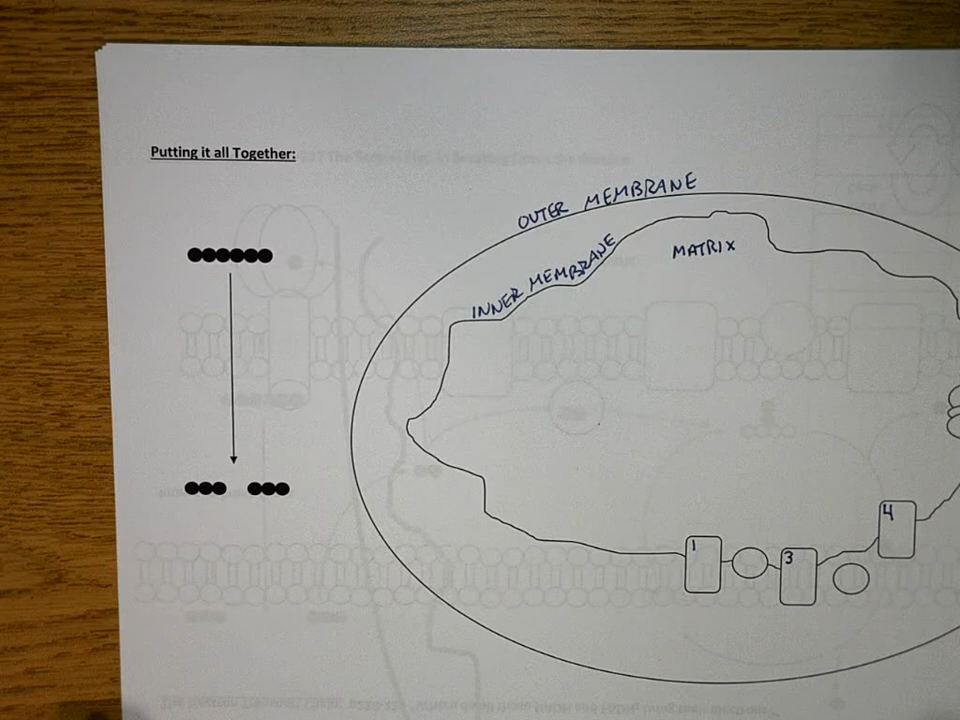 Putting it all Together:
OUTER MEMBRANE
INNER MEMBRANE
MATRIX
1
3
4